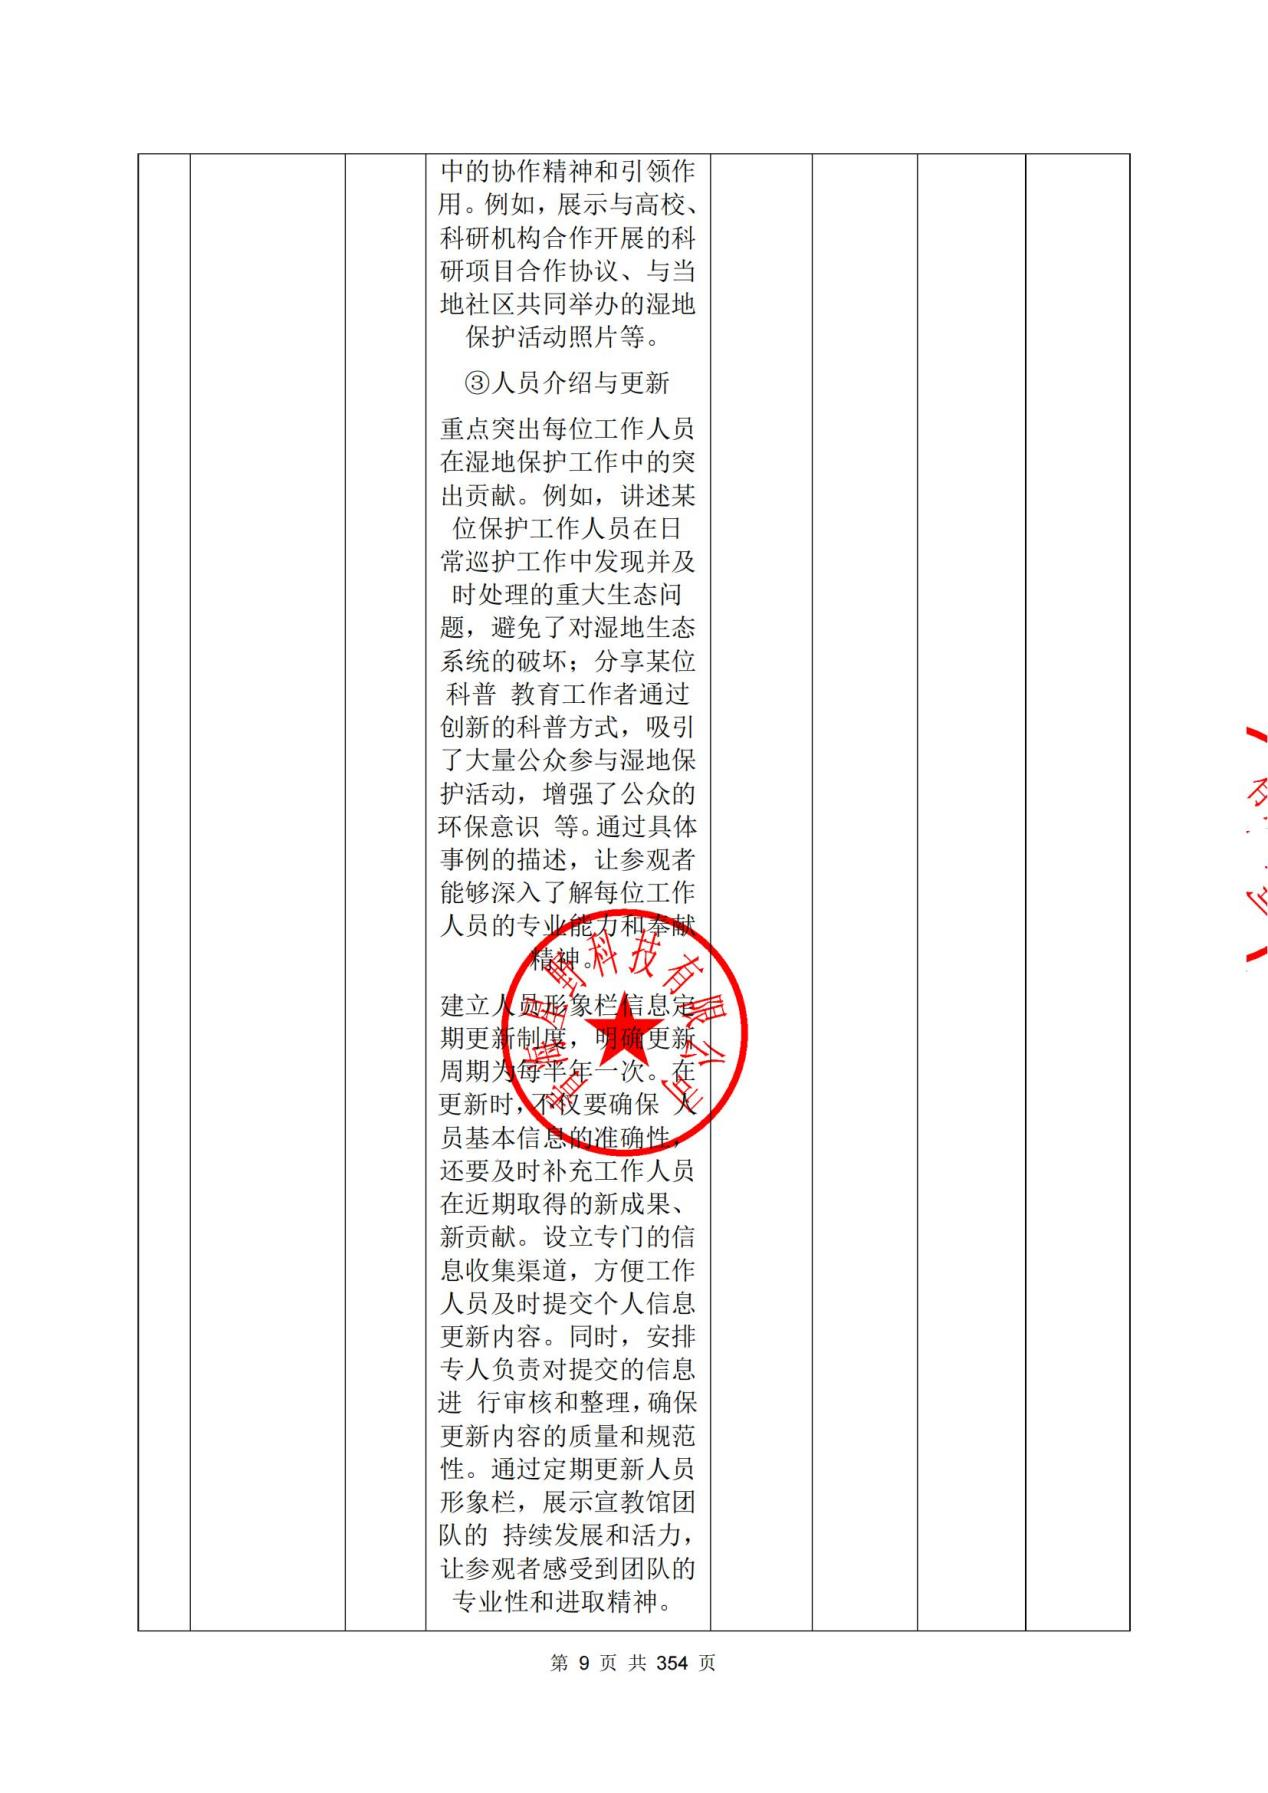 中的协作精神和引领作
用。例如，展示与高校、
科研机构合作开展的科
研项目合作协议、与当
地社区共同举办的湿地
保护活动照片等。
③人员介绍与更新
重点突出每位工作人员
在湿地保护工作中的突
出贡献。例如，讲述某
位保护工作人员在日
常巡护工作中发现并及
时处理的重大生态问
题，避免了对湿地生态
系统的破坏；分享某位
科普 教育工作者通过
创新的科普方式，吸引
了大量公众参与湿地保
护活动，增强了公众的
环保意识 等。通过具体
事例的描述，让参观者
能够深入了解每位工作
人员的专业能力和奉献
精神。
建立人员形象栏信息定
期更新制度，明确更新
周期为每半年一次。在
更新时，不仅要确保 人
员基本信息的准确性，
还要及时补充工作人员
在近期取得的新成果、
新贡献。设立专门的信
息收集渠道，方便工作
人员及时提交个人信息
更新内容。同时，安排
专人负责对提交的信息
进 行审核和整理，确保
更新内容的质量和规范
性。通过定期更新人员
形象栏，展示宣教馆团
队的 持续发展和活力，
让参观者感受到团队的
专业性和进取精神。
野科技有限公司
第 9 页 共 354 页